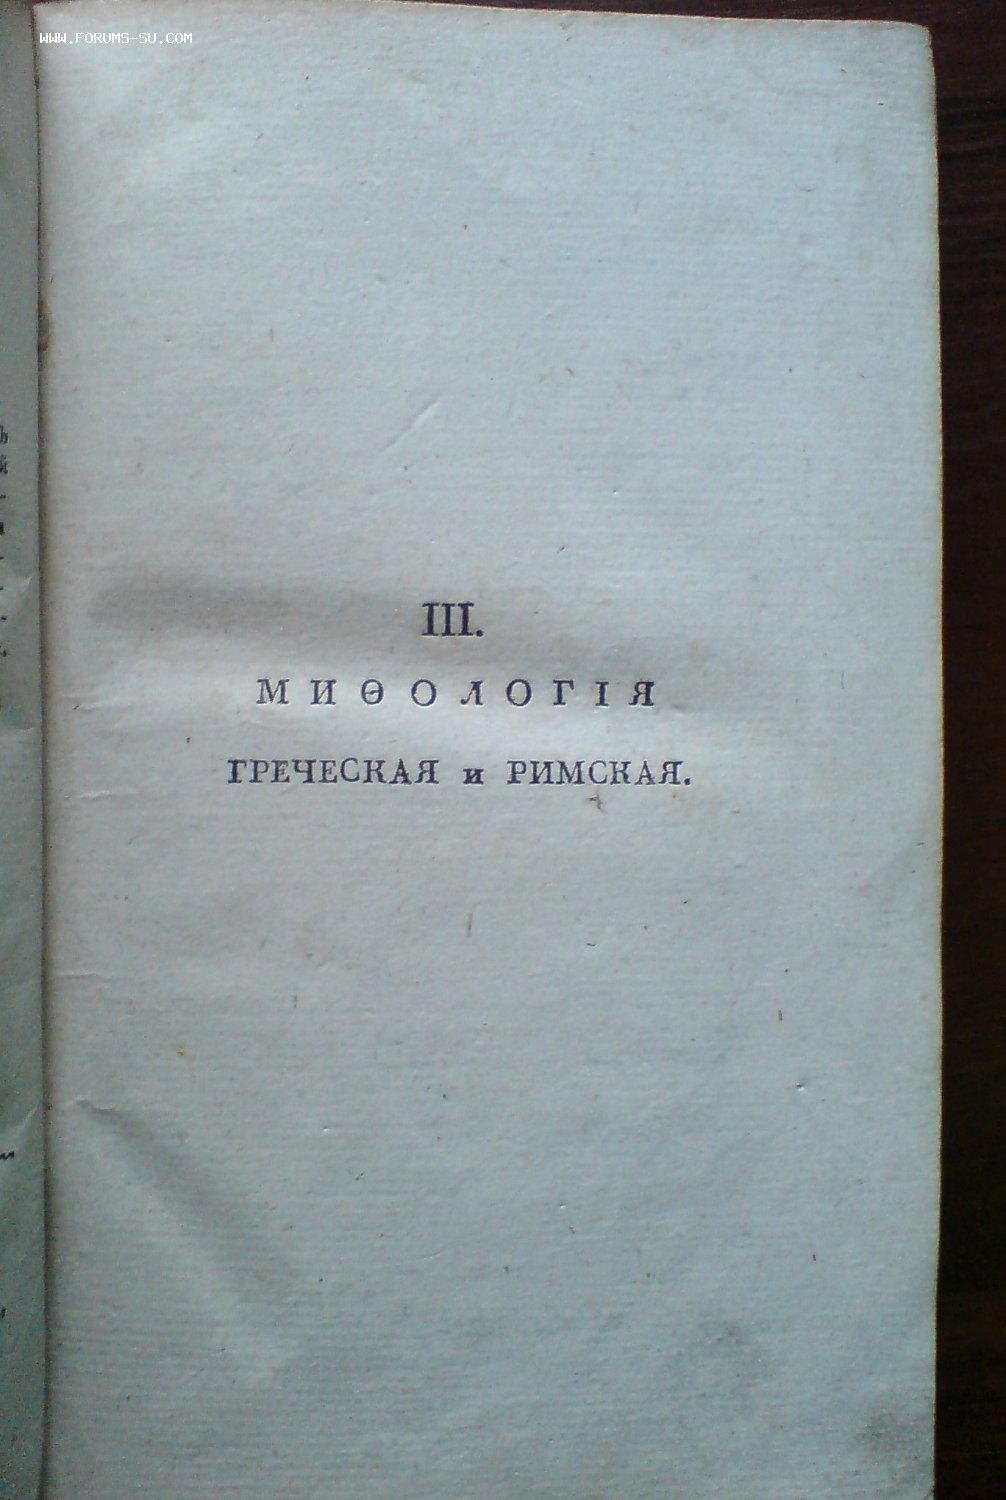 WWW.FORUMS-SU.COM
III.
МИѲОЛОГІЯ
ГРЕЧЕСКАЯ и РИМСКАЯ.